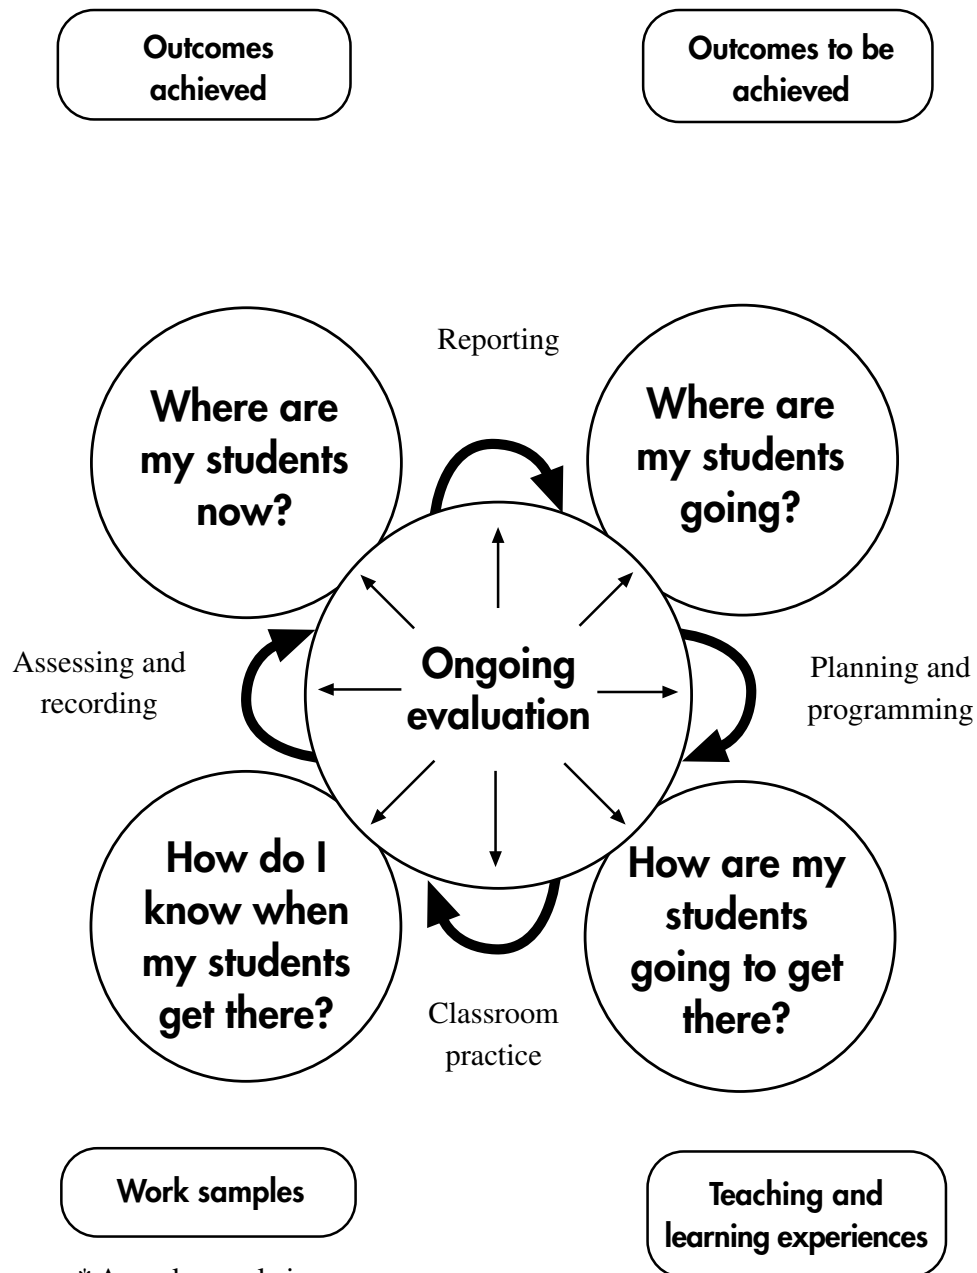 Outcomes
achieved
Outcomes to be
achieved
Reporting
Where are
my students
now?
Where are
my students
going?
Assessing and
recording
Ongoing
evaluation
Planning and
programming
How do I
know when
my students
get there?
How are my
students
going to get
there?
Classroom
practice
Work samples
Teaching and
learning experiences